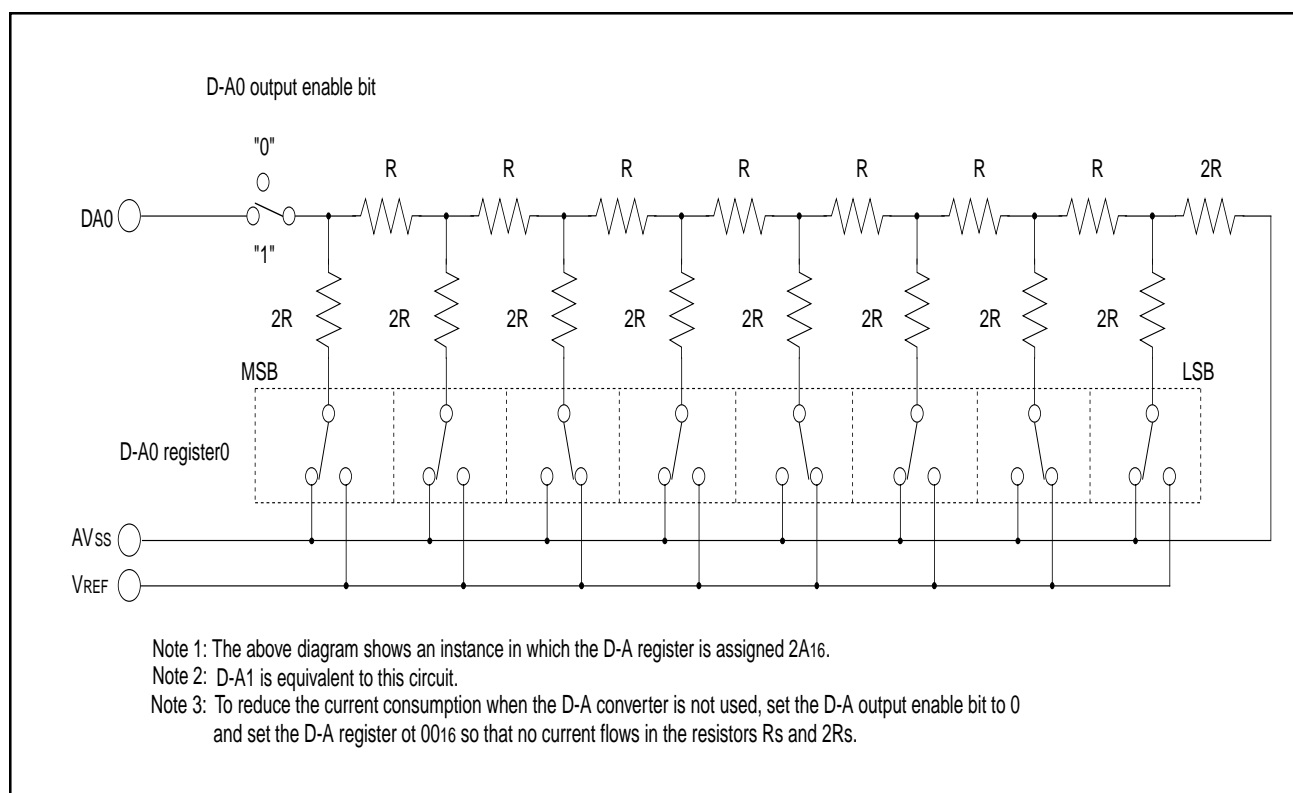 D-A0 output enable bit
"0"
R R R R R R R 2R
DA0
"1"
2R 2R 2R 2R 2R 2R 2R 2R
MSB LSB
D-A0 register0
AVSS
VREF
Note 1: The above diagram shows an instance in which the D-A register is assigned 2A16.
Note 2: D-A1 is equivalent to this circuit.
Note 3: To reduce the current consumption when the D-A converter is not used, set the D-A output enable bit to 0
and set the D-A register ot 0016 so that no current flows in the resistors Rs and 2Rs.